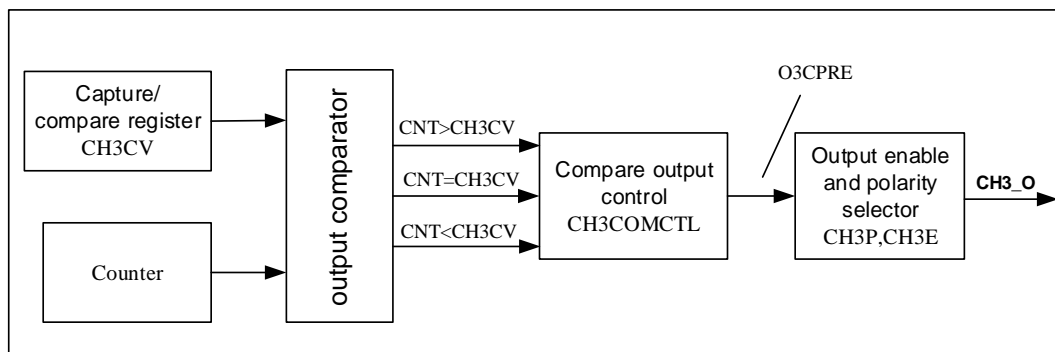 Capture/
compare register
CH3CV
Counter
output comparator
CNT>CH3CV
CNT=CH3CV
CNT<CH3CV
Compare output
control
CH3COMCTL
O3CPRE
Output enable
and polarity
selector
CH3P,CH3E
CH3_O